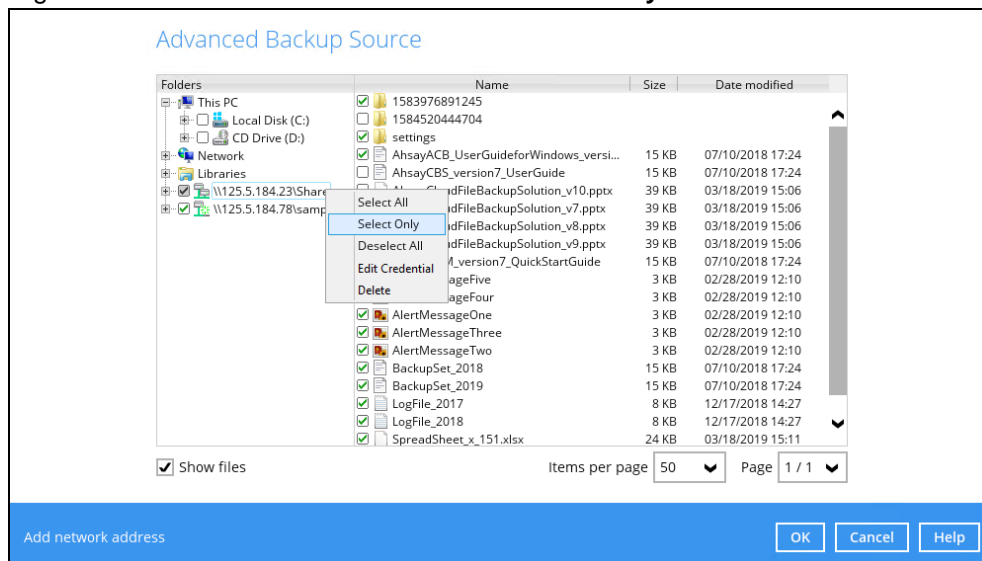 Advanced Backup Source
Folders Name Size Date modified
This PC
Local Disk (C:)
CD Drive (D:)
Network
Libraries
\\125.5.184.23\Share
\\125.5.184.78\samp
1583976891245
1584520444704
settings
AhsayACB_UserGuideforWindows_versi... 15 KB 07/10/2018 17:24
AhsayCBS_version7_UserGuide 15 KB 07/10/2018 17:24
udFileBackupSolution_v10.pptx 39 KB 03/18/2019 15:06
udFileBackupSolution_v7.pptx 39 KB 03/18/2019 15:06
udFileBackupSolution_v8.pptx 39 KB 03/18/2019 15:06
udFileBackupSolution_v9.pptx 39 KB 03/18/2019 15:06
M_version7_QuickStartGuide 15 KB 07/10/2018 17:24
ageFive 3 KB 02/28/2019 12:10
ageFour 3 KB 02/28/2019 12:10
AlertMessageOne 3 KB 02/28/2019 12:10
AlertMessageThree 3 KB 02/28/2019 12:10
AlertMessageTwo 3 KB 02/28/2019 12:10
BackupSet_2018 15 KB 07/10/2018 17:24
BackupSet_2019 15 KB 07/10/2018 17:24
LogFile_2017 8 KB 12/17/2018 14:27
LogFile_2018 8 KB 12/17/2018 14:27
SpreadSheet_x_151.xlsx 24 KB 03/18/2019 15:11
Select All
Select Only
Deselect All
Edit Credential
Delete
Show files Items per page 50 Page 1 / 1
Add network address OK Cancel Help